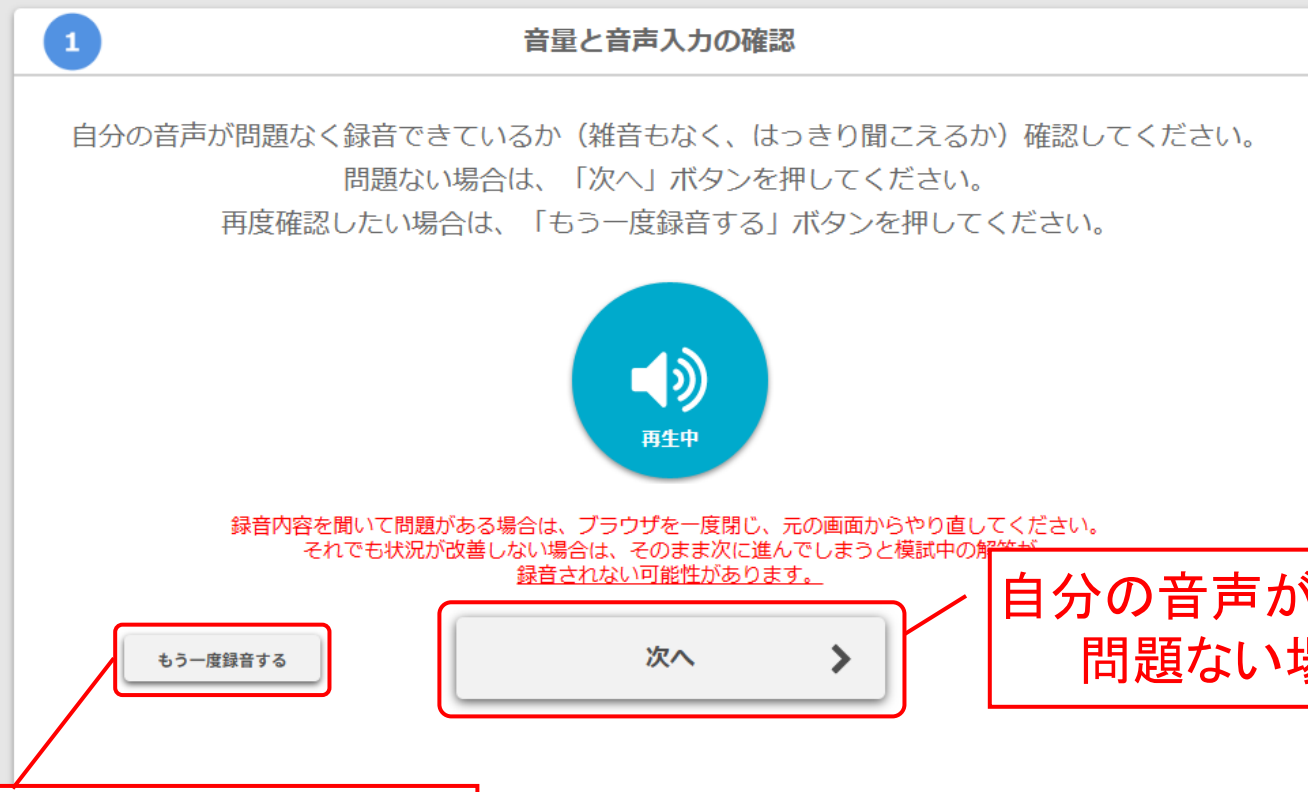 1
音量と音声入力の確認
自分の音声が問題なく録音できているか（雑音もなく、はっきり聞こえるか）確認してください。
問題ない場合は、「次へ」ボタンを押してください。
再度確認したい場合は、「もう一度録音する」ボタンを押してください。
再生中
録音内容を聞いて問題がある場合は、ブラウザを一度閉じ、元の画面からやり直してください。
それでも状況が改善しない場合は、そのまま次に進んでしまうと模試中の解答が
録音されない可能性があります。
もう一度録音する
次へ
自分の音声が
問題ない場